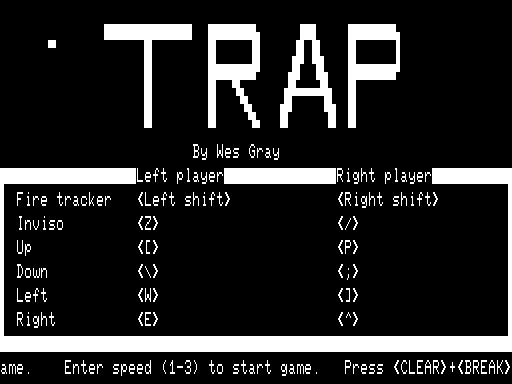 TRAP
By Wes Gray
Left player Right player
Fire tracker <Left shift> <Right shift>
Inviso <Z> </>
Up <[> <P>
Down <\> <;>
Left <W> <]>
Right <E> <^>
ame. Enter speed (1-3) to start game. Press <CLEAR>+<BREAK>